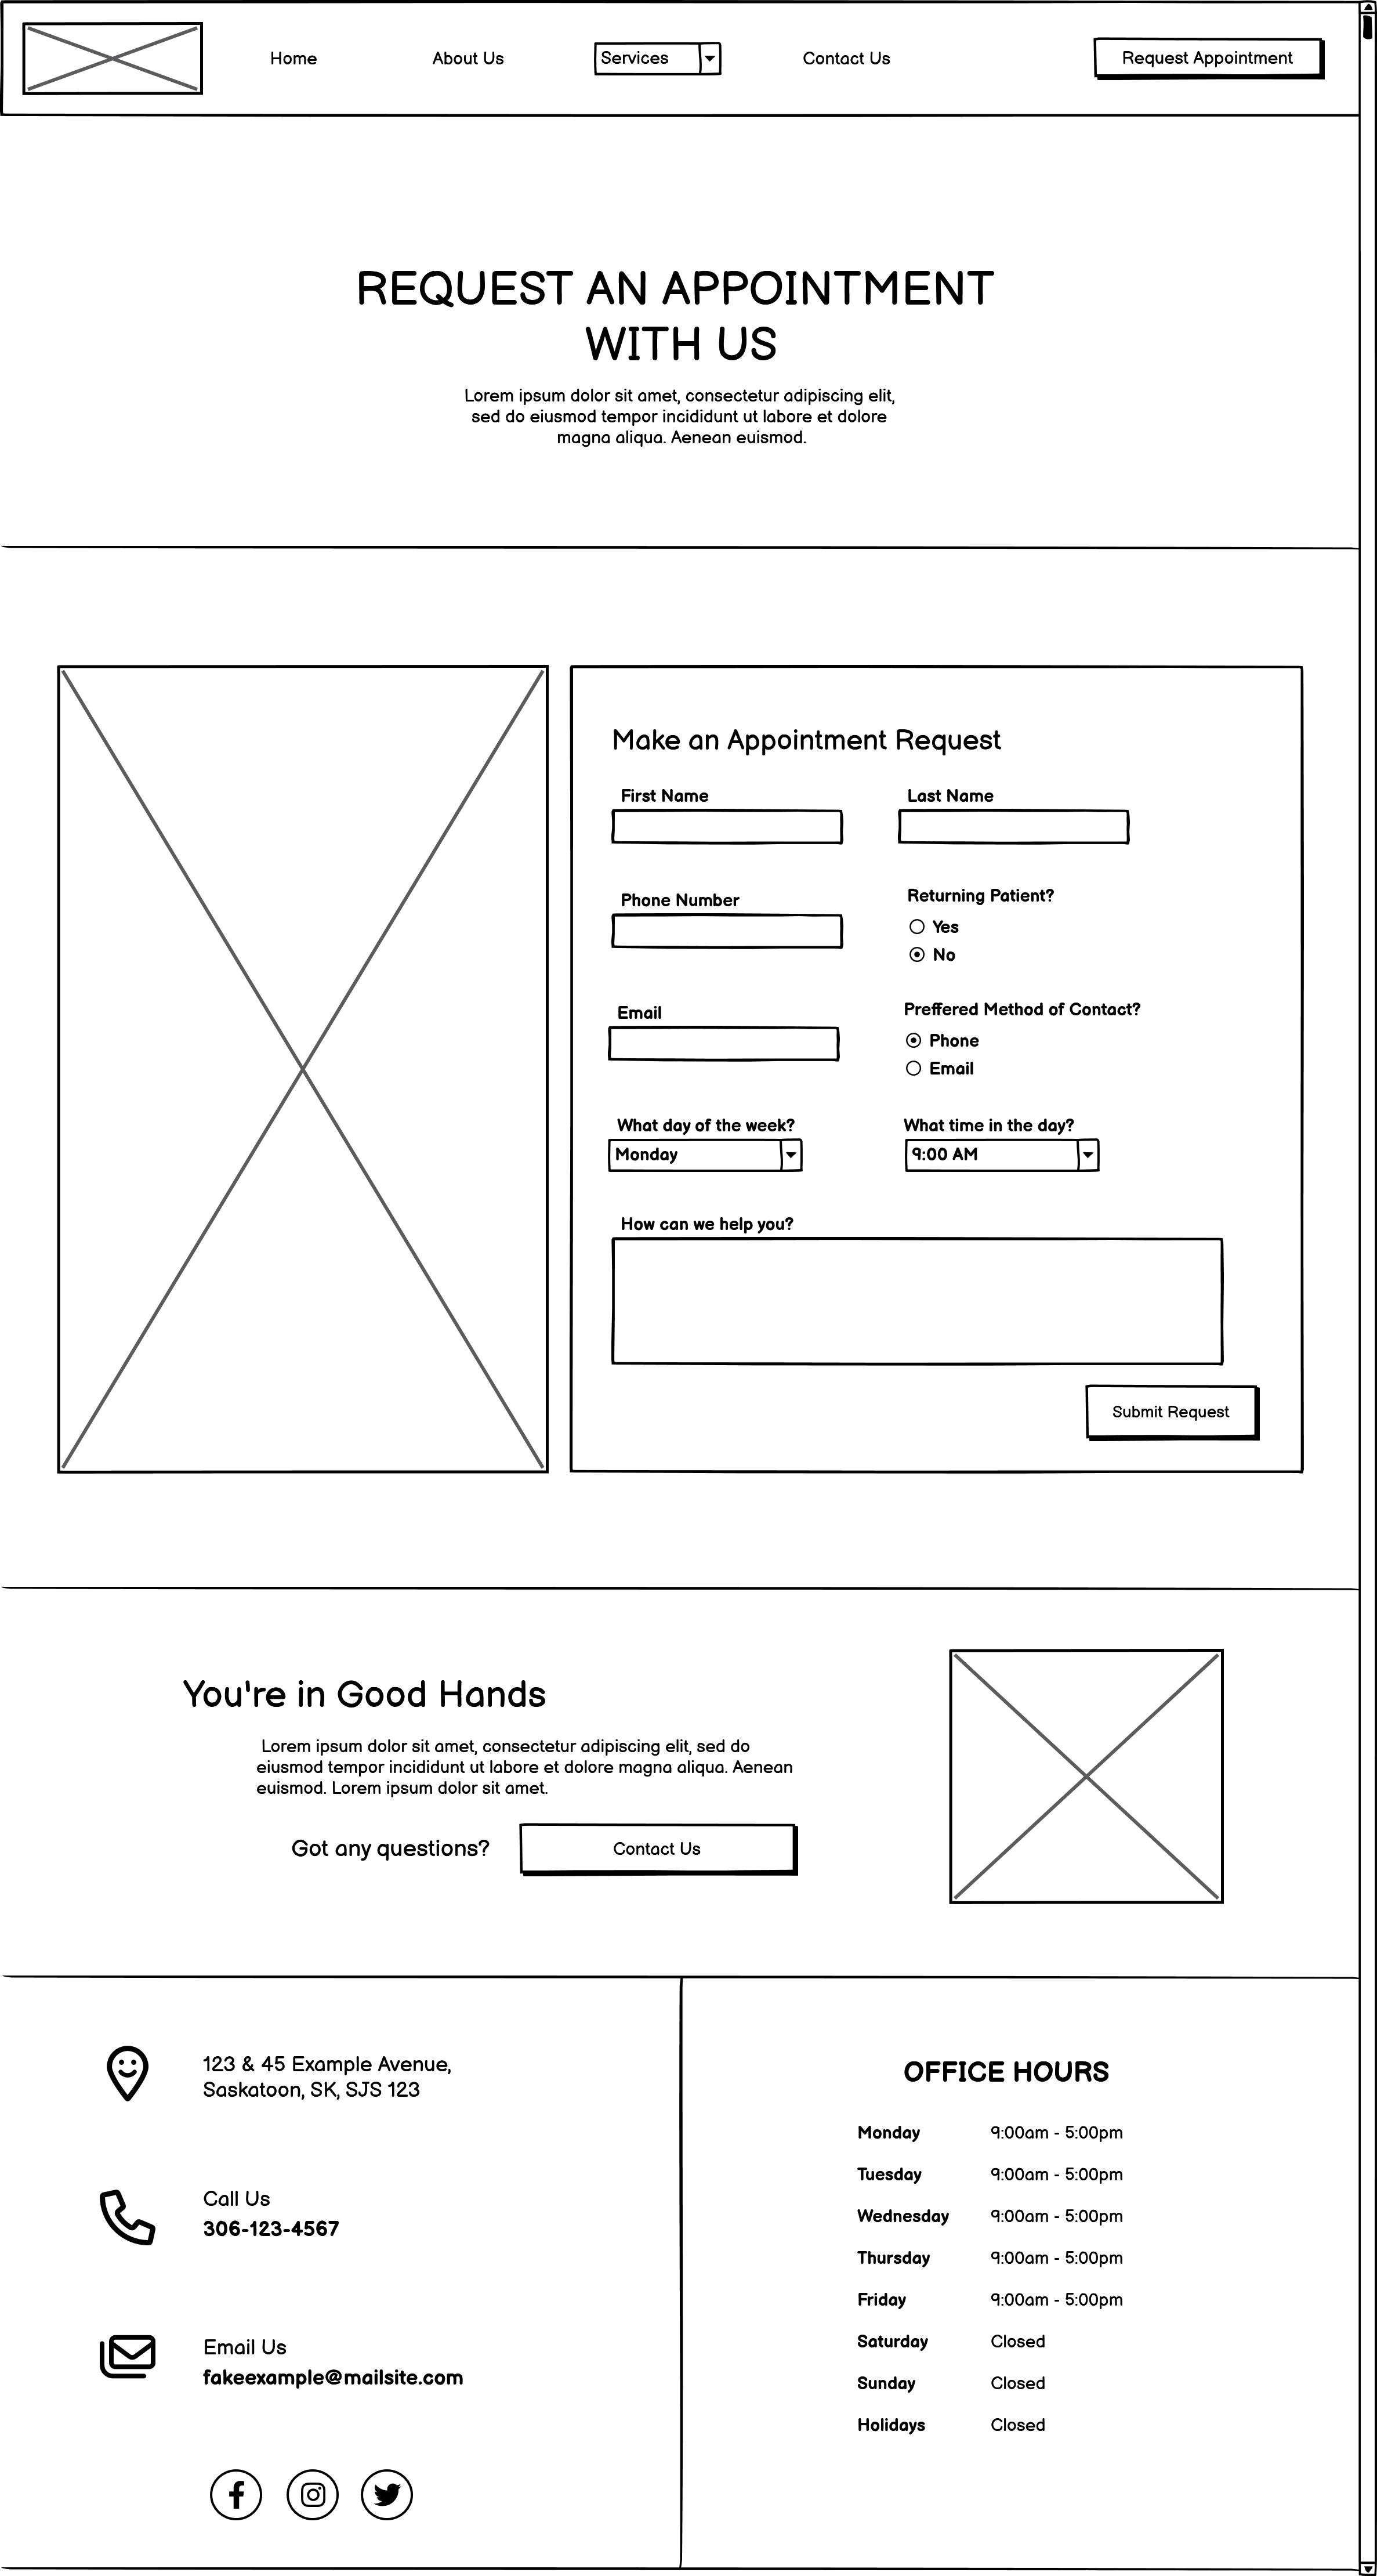 Home
About Us
Services
Contact Us
Request Appointment
REQUEST AN APPOINTMENT
WITH US
Lorem ipsum dolor sit amet, consectetur adipiscing elit,
sed do eiusmod tempor incididunt ut labore et dolore
magna aliqua. Aenean euismod.
Make an Appointment Request
First Name
Last Name
Phone Number
Returning Patient?
Yes
No
Email
Preffered Method of Contact?
Phone
Email
What day of the week?
Monday
What time in the day?
9:00 AM
How can we help you?
Submit Request
You're in Good Hands
Lorem ipsum dolor sit amet, consectetur adipiscing elit, sed do
eiusmod tempor incididunt ut labore et dolore magna aliqua. Aenean
euismod. Lorem ipsum dolor sit amet.
Got any questions?
Contact Us
123 & 45 Example Avenue,
Saskatoon, SK, SJS 123
Call Us
306-123-4567
Email Us
fakeexample@mailsite.com
OFFICE HOURS
Monday 9:00am - 5:00pm
Tuesday 9:00am - 5:00pm
Wednesday 9:00am - 5:00pm
Thursday 9:00am - 5:00pm
Friday 9:00am - 5:00pm
Saturday Closed
Sunday Closed
Holidays Closed